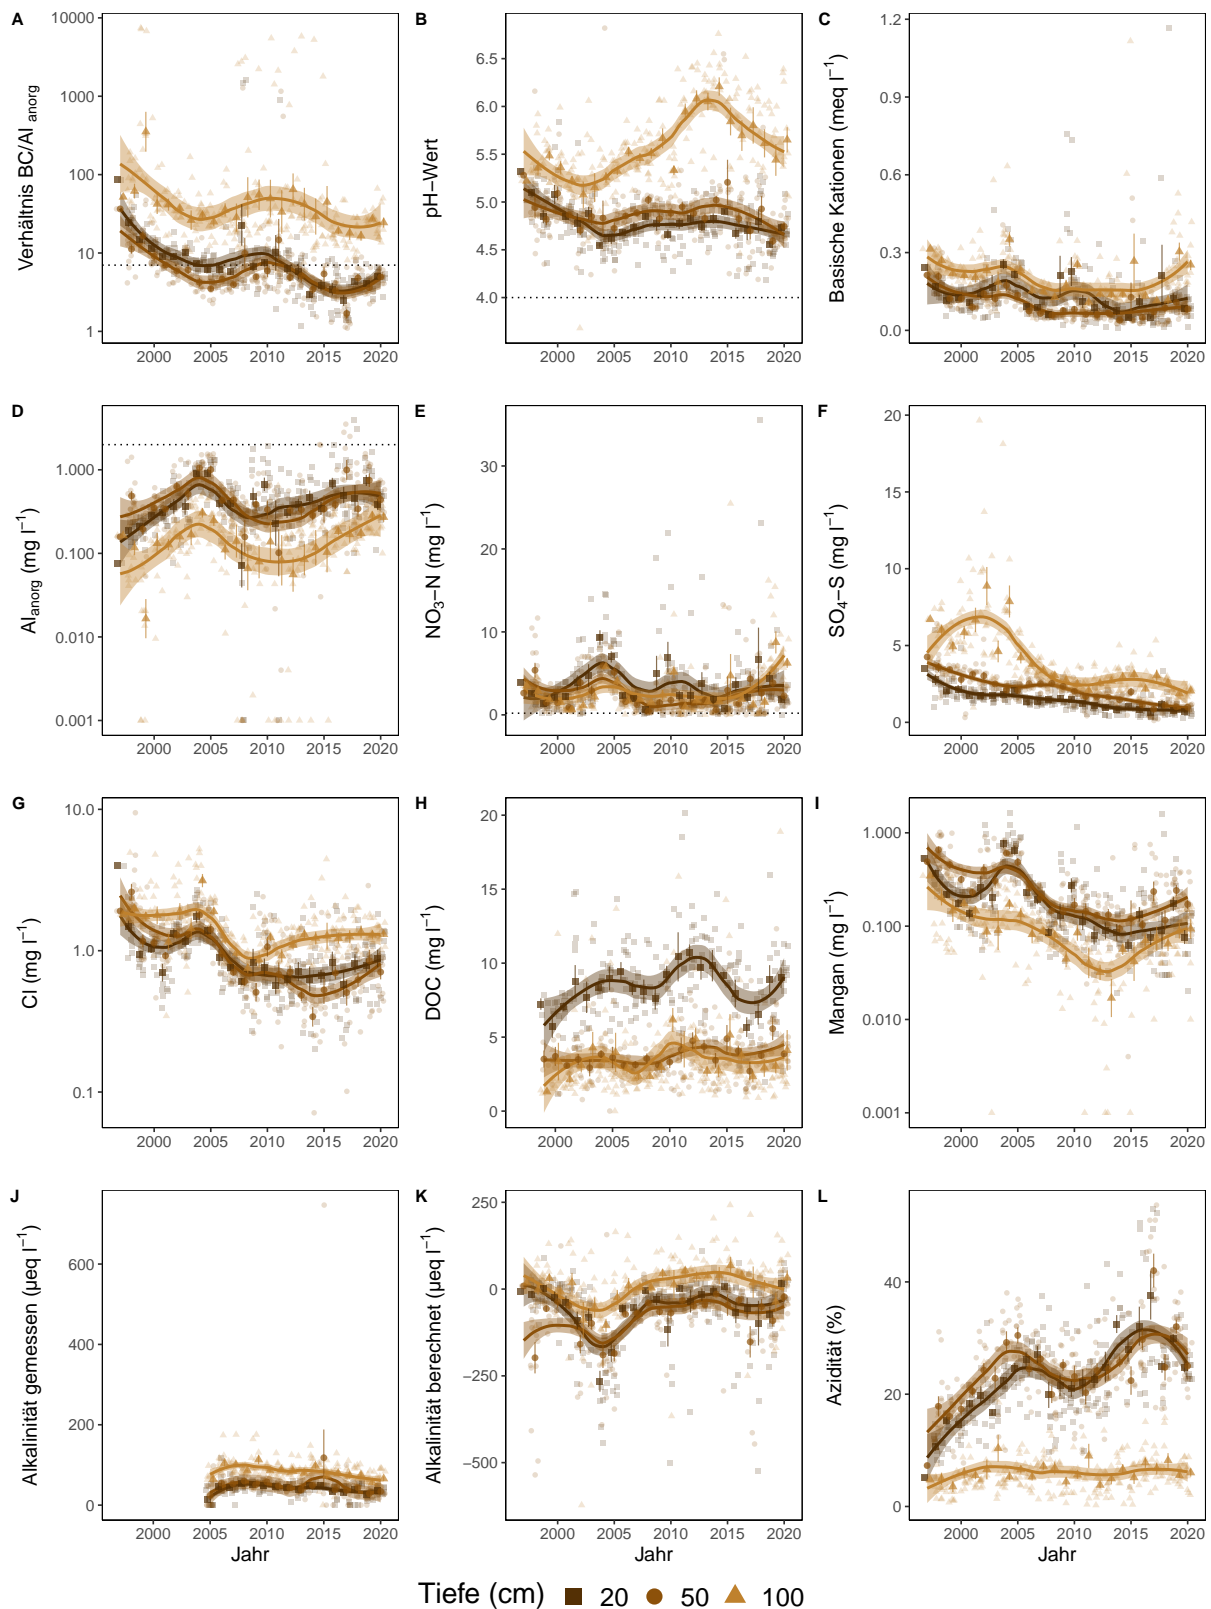 A
Verhältnis BC/Al anorg
10000
1000
100
10
1
2000 2005 2010 2015 2020
B
pH−Wert
6.5
6.0
5.5
5.0
4.5
4.0
2000 2005 2010 2015 2020
C
Basische Kationen (meq l⁻¹)
1.2
0.9
0.6
0.3
0.0
2000 2005 2010 2015 2020
D
Al anorg (mg l⁻¹)
1.000
0.100
0.010
0.001
2000 2005 2010 2015 2020
E
NO₃−N (mg l⁻¹)
30
20
10
0
2000 2005 2010 2015 2020
F
SO₄−S (mg l⁻¹)
20
15
10
5
0
2000 2005 2010 2015 2020
G
Cl (mg l⁻¹)
10.0
1.0
0.1
2000 2005 2010 2015 2020
H
DOC (mg l⁻¹)
20
15
10
5
0
2000 2005 2010 2015 2020
I
Mangan (mg l⁻¹)
1.000
0.100
0.010
0.001
2000 2005 2010 2015 2020
J
Alkalinität gemessen (µeq l⁻¹)
600
400
200
0
2000 2005 2010 2015 2020
Jahr
K
Alkalinität berechnet (µeq l⁻¹)
250
0
−250
−500
2000 2005 2010 2015 2020
L
Azidität (%)
40
20
0
2000 2005 2010 2015 2020
Jahr
Tiefe (cm) 20 50 100